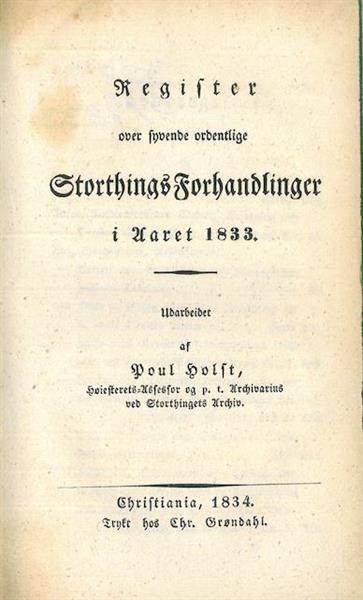 Register
over syvende ordentlige
Storthings Forhandlinger
i Aaret 1833.
Udarbeidet
af
Poul Holst,
Høiesterets-Assessor og p. t. Archivarius
ved Storthingets Archiv.
Christiania, 1834.
Trykt hos Chr. Grøndahl.